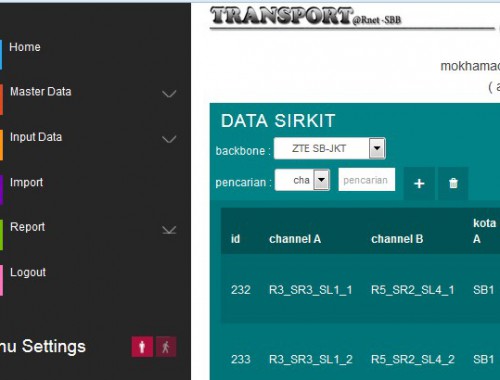 TRANSPORT@Rnet-SBB
mokhamad
( a
Home
Master Data
Input Data
Import
Report
Logout
nu Settings
DATA SIRKIT
backbone : ZTE SB-JKT
pencarian : cha pencarian +
id channel A channel B kota A
232 R3_SR3_SL1_1 R5_SR2_SL4_1 SB1
233 R3_SR3_SL1_2 R5_SR2_SL4_2 SB1